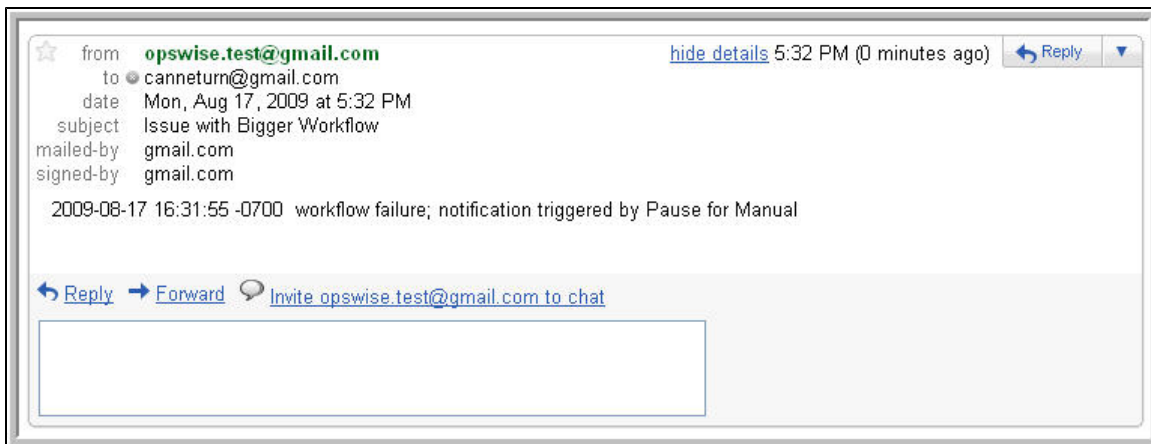 from opswise.test@gmail.com hide details 5:32 PM (0 minutes ago) Reply
to canneturn@gmail.com
date Mon, Aug 17, 2009 at 5:32 PM
subject Issue with Bigger Workflow
mailed-by gmail.com
signed-by gmail.com
2009-08-17 16:31:55 -0700 workflow failure; notification triggered by Pause for Manual
Reply Forward Invite opswise.test@gmail.com to chat